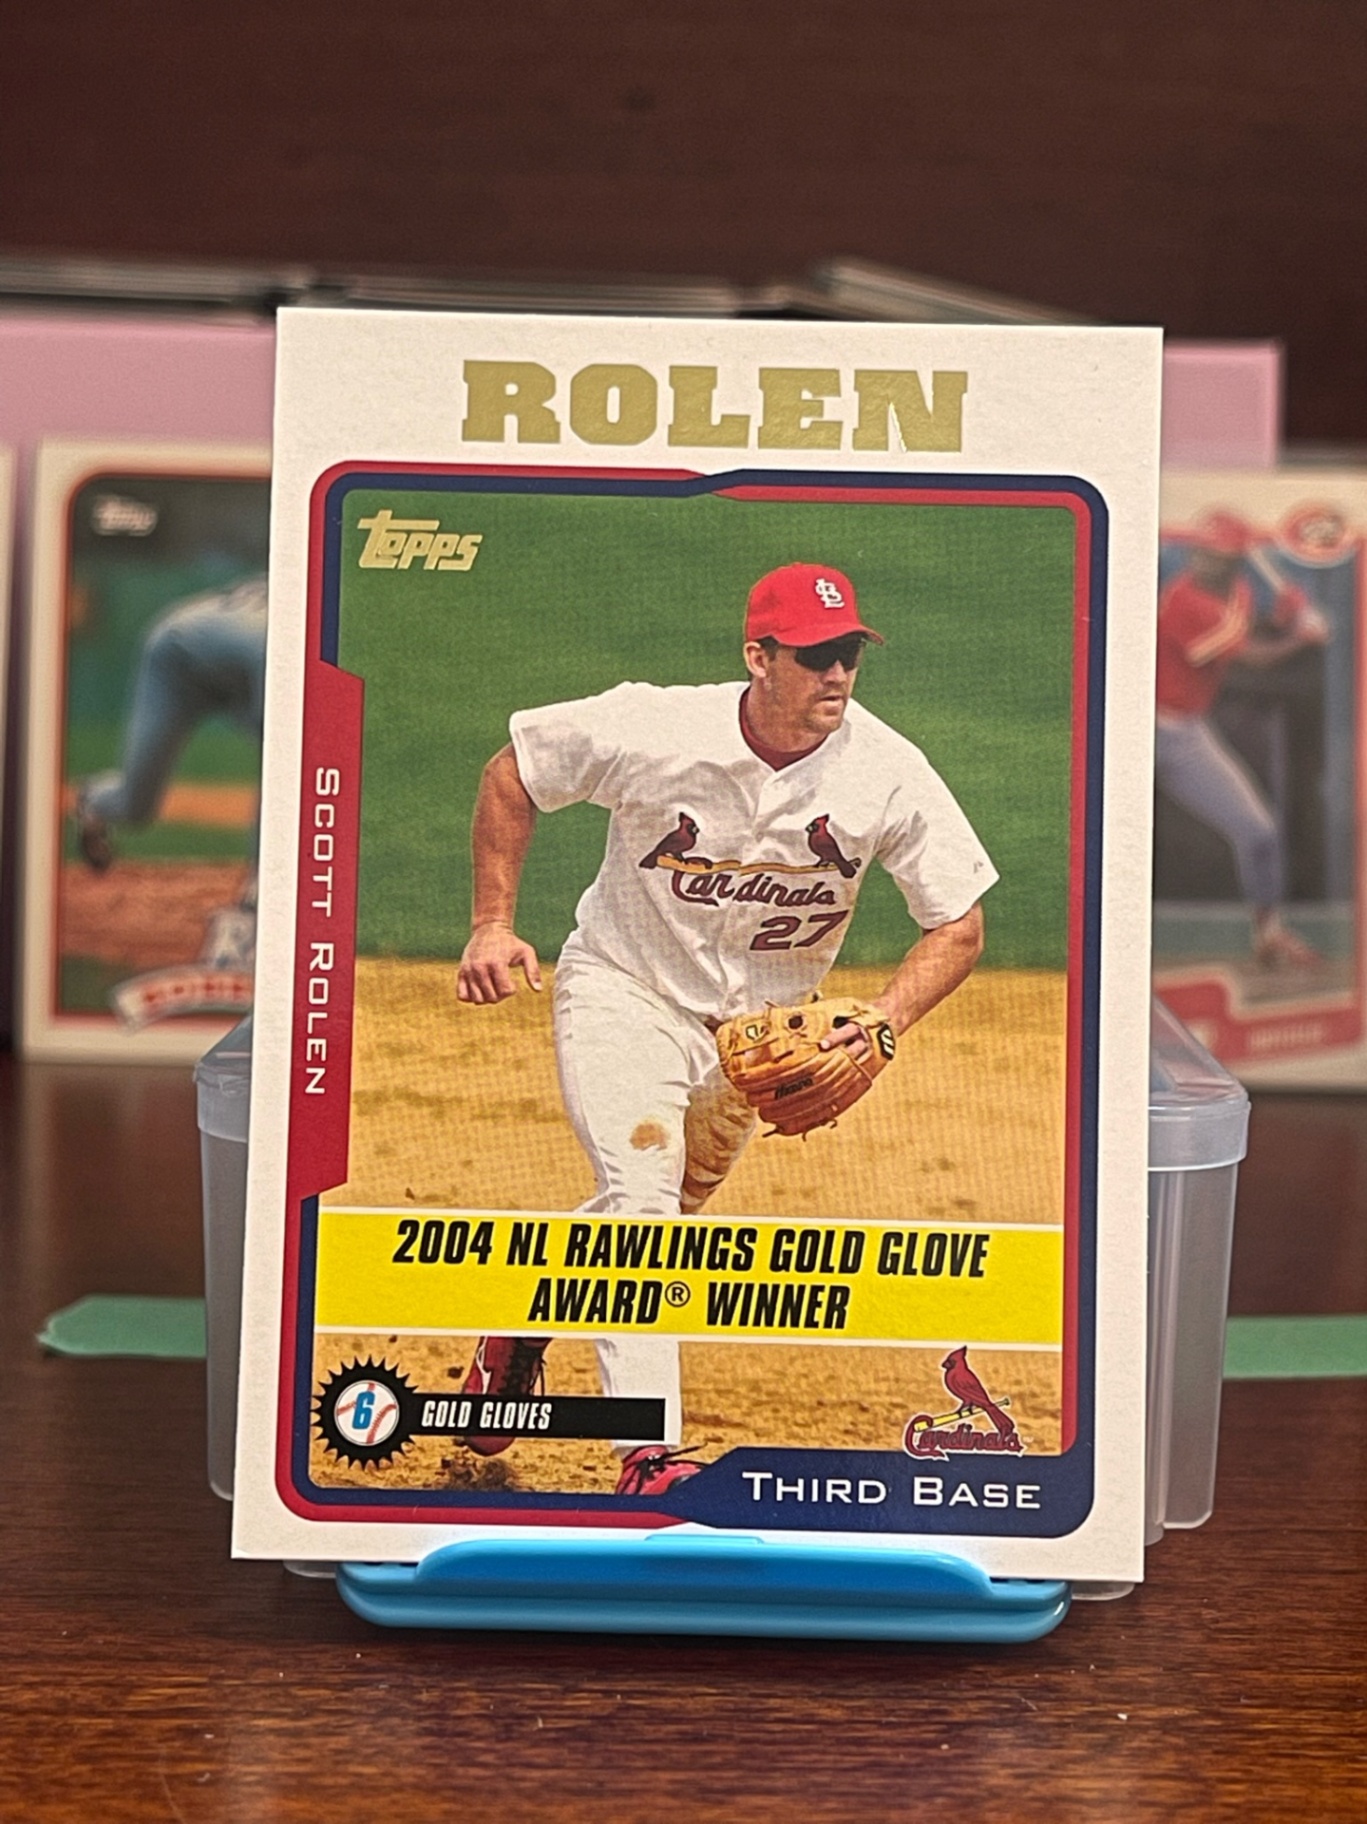 ROLEN
Topps
STL
SCOTT ROLEN
Cardinals
27
2004 NL RAWLINGS GOLD GLOVE
AWARD® WINNER
6
GOLD GLOVES
Cardinals
THIRD BASE
Topps